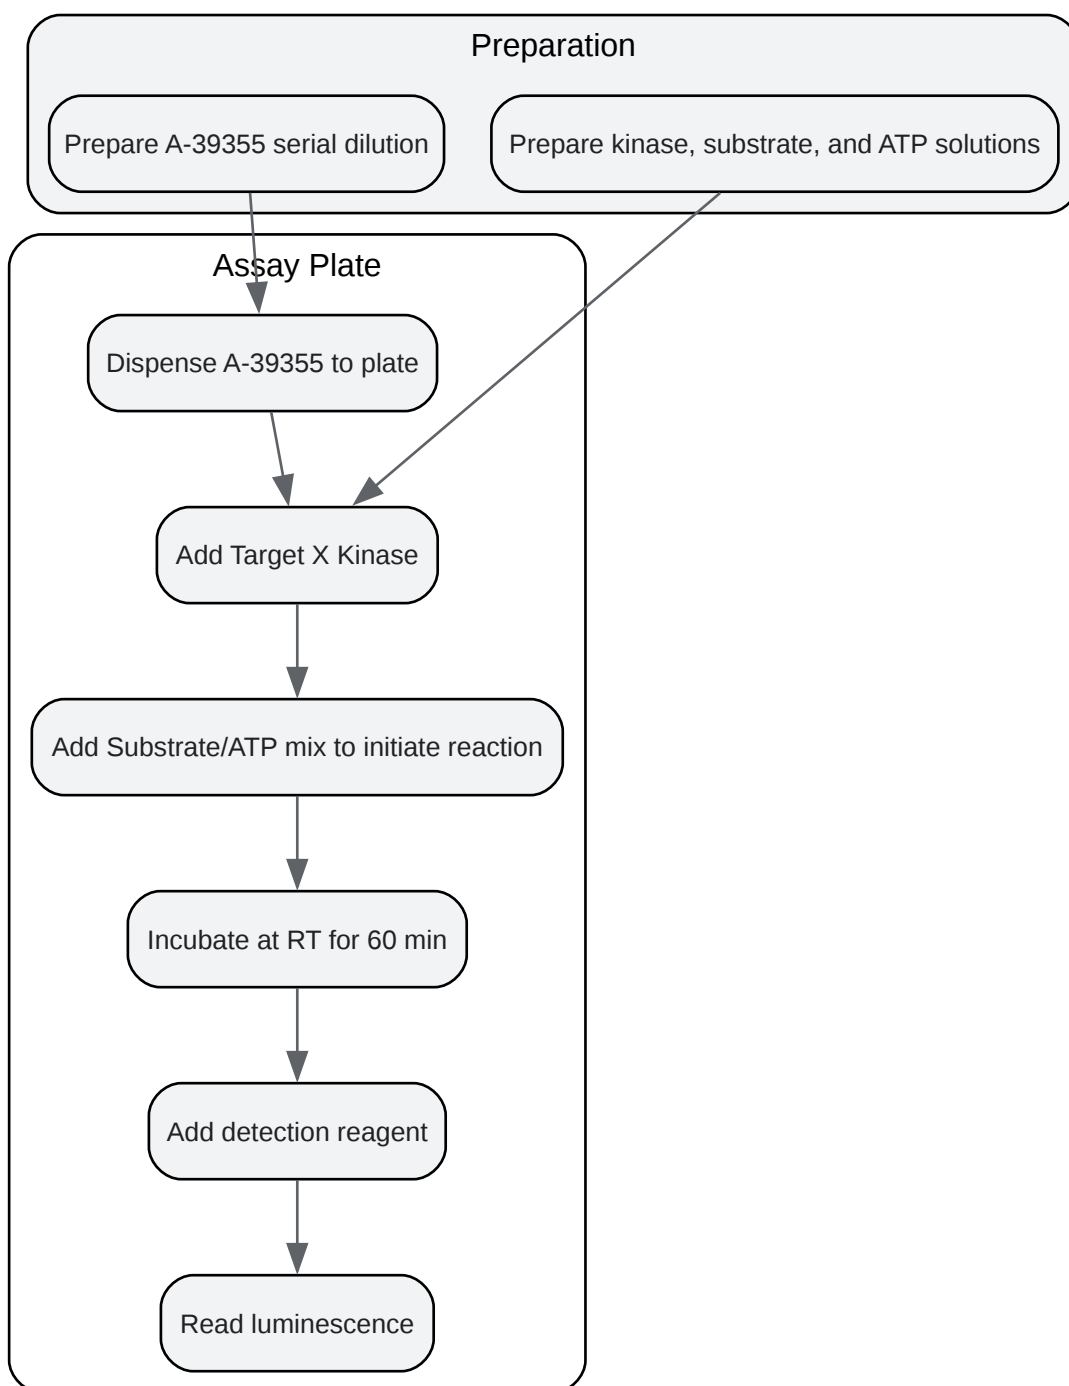 Preparation
Prepare A-39355 serial dilution
Prepare kinase, substrate, and ATP solutions
Assay Plate
Dispense A-39355 to plate
Add Target X Kinase
Add Substrate/ATP mix to initiate reaction
Incubate at RT for 60 min
Add detection reagent
Read luminescence